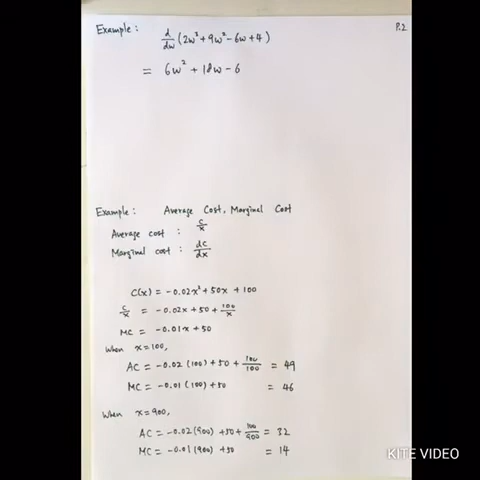 Example: d/dw (2w³ + 9w² - 6w + 4)
P.2
= 6w² + 18w - 6
Example: Average Cost, Marginal Cost
Average cost : C/x
Marginal cost : dC/dx
C(x) = -0.02x² + 50x + 100
C/x = -0.02x + 50 + 100/x
MC = -0.01x + 50
When x = 100,
AC = -0.02 (100) + 50 + 100/100 = 49
MC = -0.01 (100) + 50 = 46
When x = 900,
AC = -0.02 (900) + 50 + 100/900 = 32
MC = -0.01 (900) + 50 = 14
KITE VIDEO